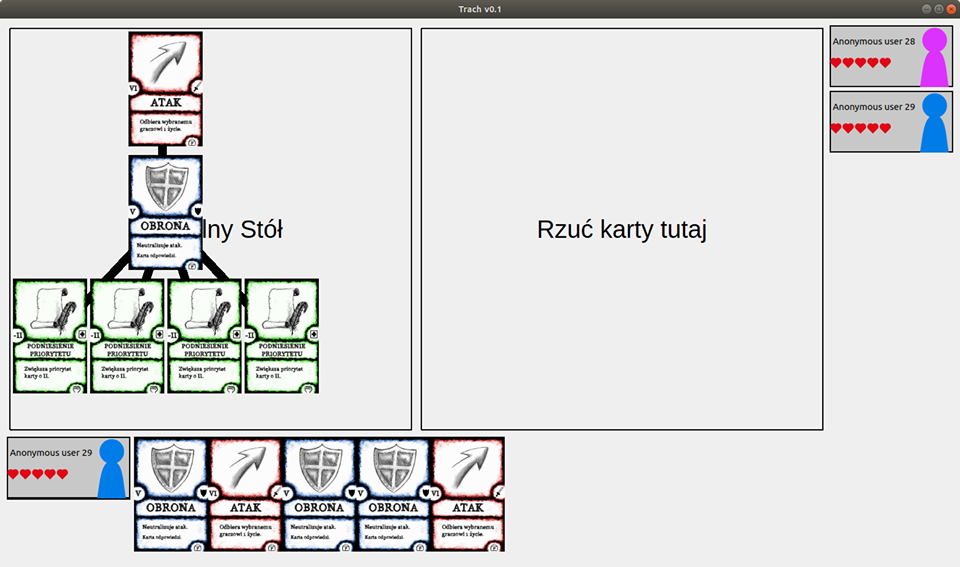 Trach v0.1
VI
ATAK
Odbiera wybranemu
graczowi 1 życie.
V
OBRONA
Neutralizuje atak.
Karta odpowiedzi.
lny Stół
-II
PODNIESIENIE
PRIORYTETU
Zwiększa priorytet
karty o II.
-II
PODNIESIENIE
PRIORYTETU
Zwiększa priorytet
karty o II.
-II
PODNIESIENIE
PRIORYTETU
Zwiększa priorytet
karty o II.
-II
PODNIESIENIE
PRIORYTETU
Zwiększa priorytet
karty o II.
Rzuć karty tutaj
Anonymous user 28
Anonymous user 29
Anonymous user 29
V
OBRONA
Neutralizuje atak.
Karta odpowiedzi.
VI
ATAK
Odbiera wybranemu
graczowi 1 życie.
V
OBRONA
Neutralizuje atak.
Karta odpowiedzi.
V
OBRONA
Neutralizuje atak.
Karta odpowiedzi.
VI
ATAK
Odbiera wybranemu
graczowi 1 życie.